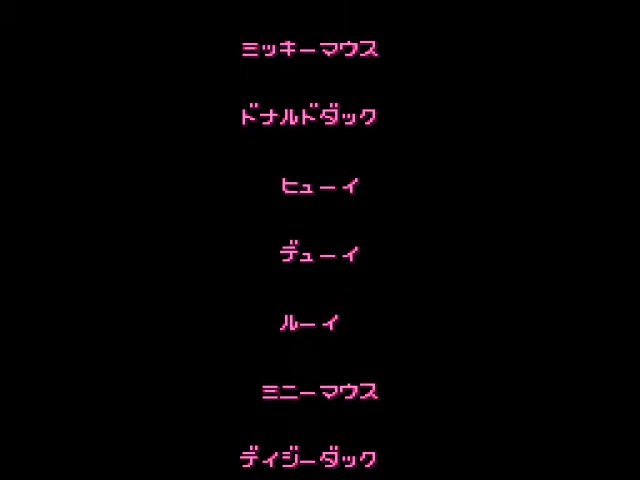 ミッキーマウス
ドナルドダック
ヒューイ
デューイ
ルーイ
ミニーマウス
デイジーダック